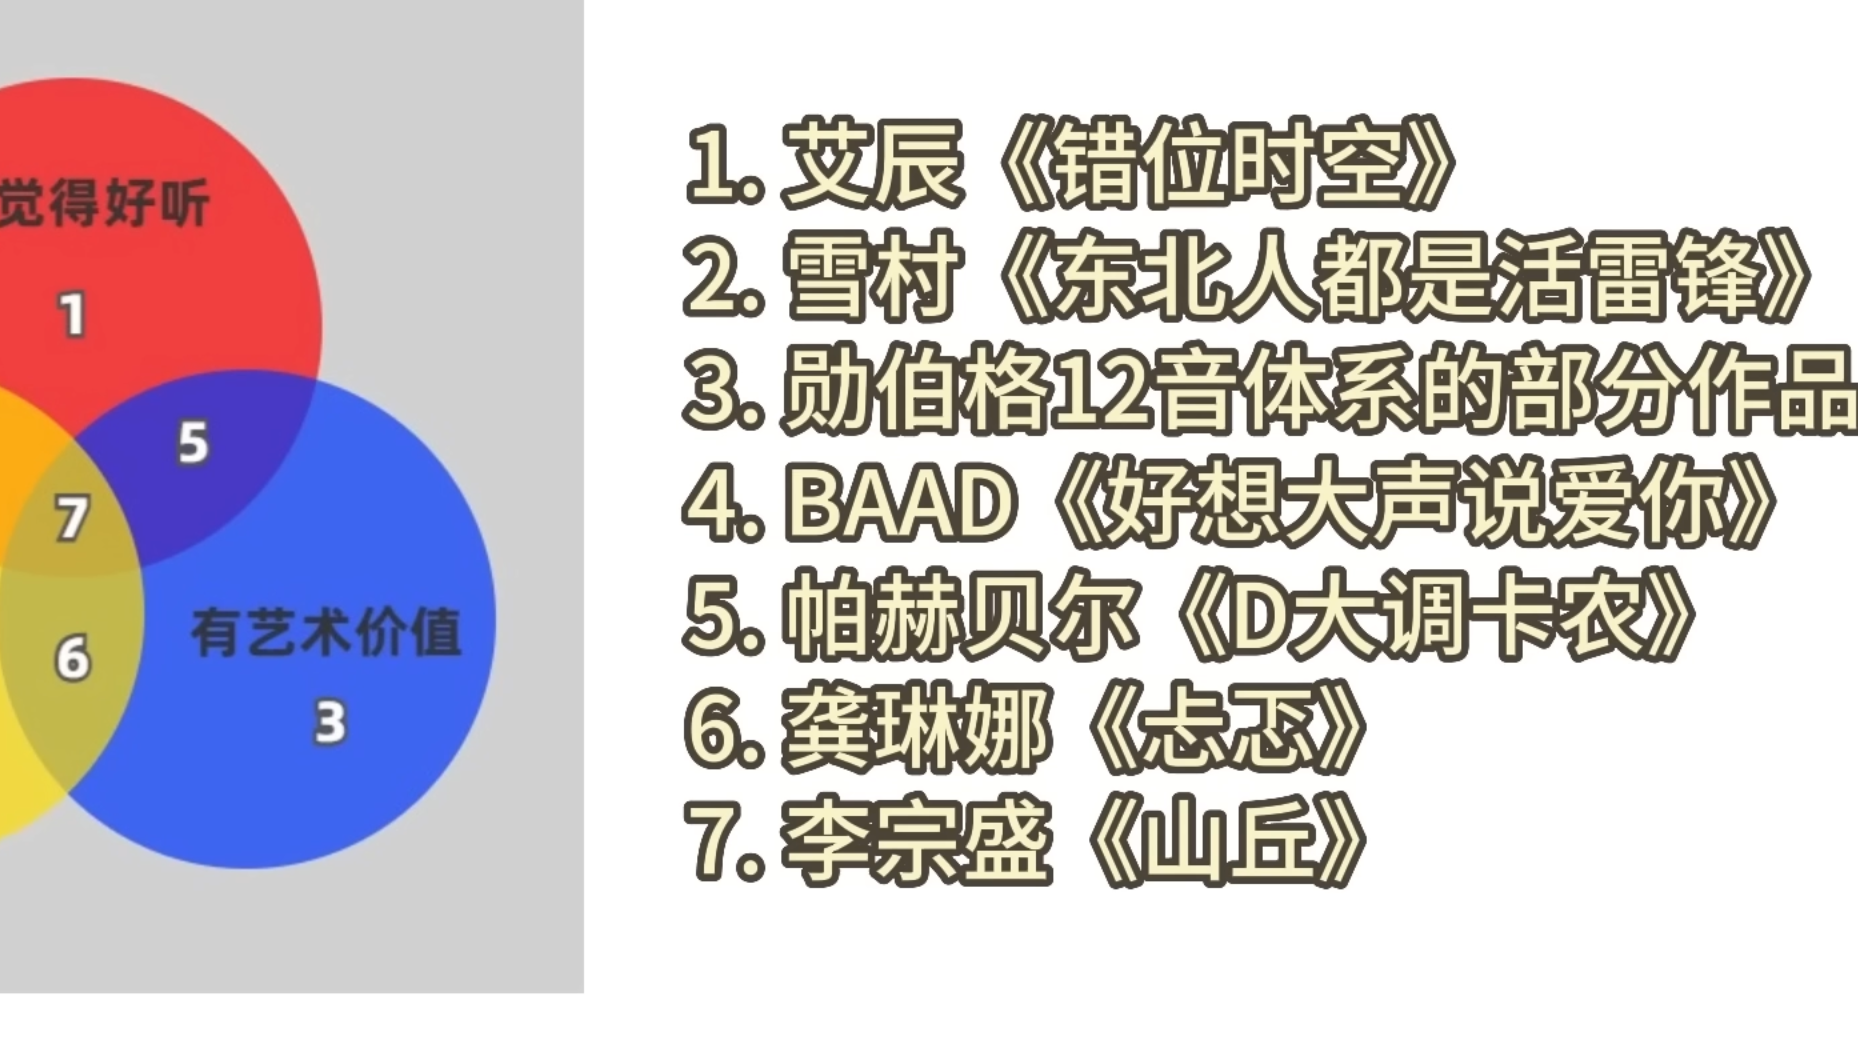 觉得好听
1
5
7
6
有艺术价值
3
1. 艾辰《错位时空》
2. 雪村《东北人都是活雷锋》
3. 勋伯格12音体系的部分作品
4. BAAD《好想大声说爱你》
5. 帕赫贝尔《D大调卡农》
6. 龚琳娜《忐忑》
7. 李宗盛《山丘》